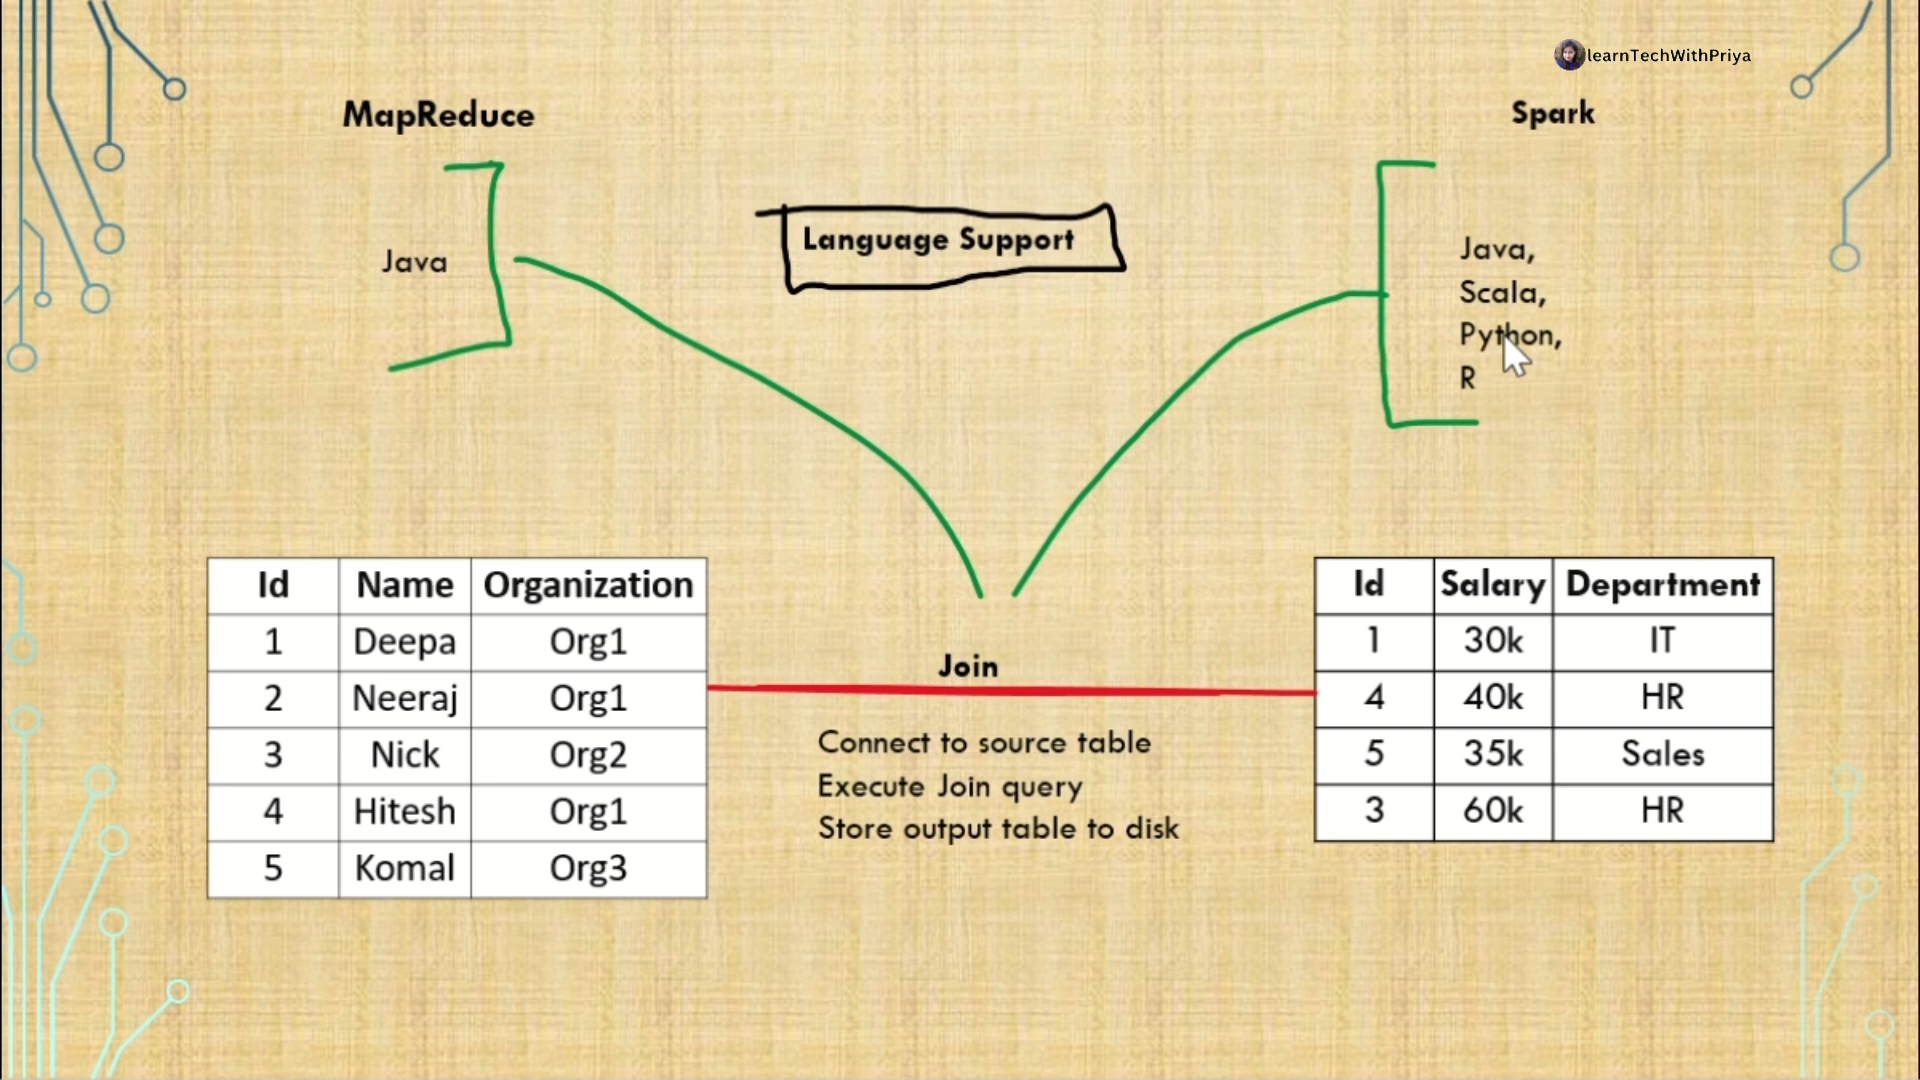 learnTechWithPriya
MapReduce
Spark
Language Support
Java
Java,
Scala,
Python,
R
Id Name Organization
1 Deepa Org1
2 Neeraj Org1
3 Nick Org2
4 Hitesh Org1
5 Komal Org3
Join
Connect to source table
Execute Join query
Store output table to disk
Id Salary Department
1 30k IT
4 40k HR
5 35k Sales
3 60k HR